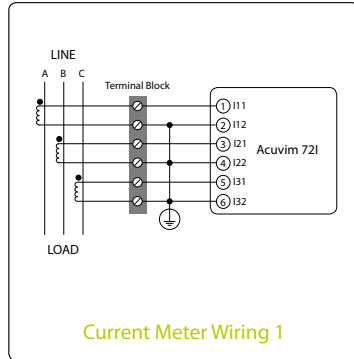 LINE
A B C
Terminal Block
1 I11
2 I12
3 I21
4 I22
5 I31
6 I32
Acuvim 72I
LOAD
Current Meter Wiring 1